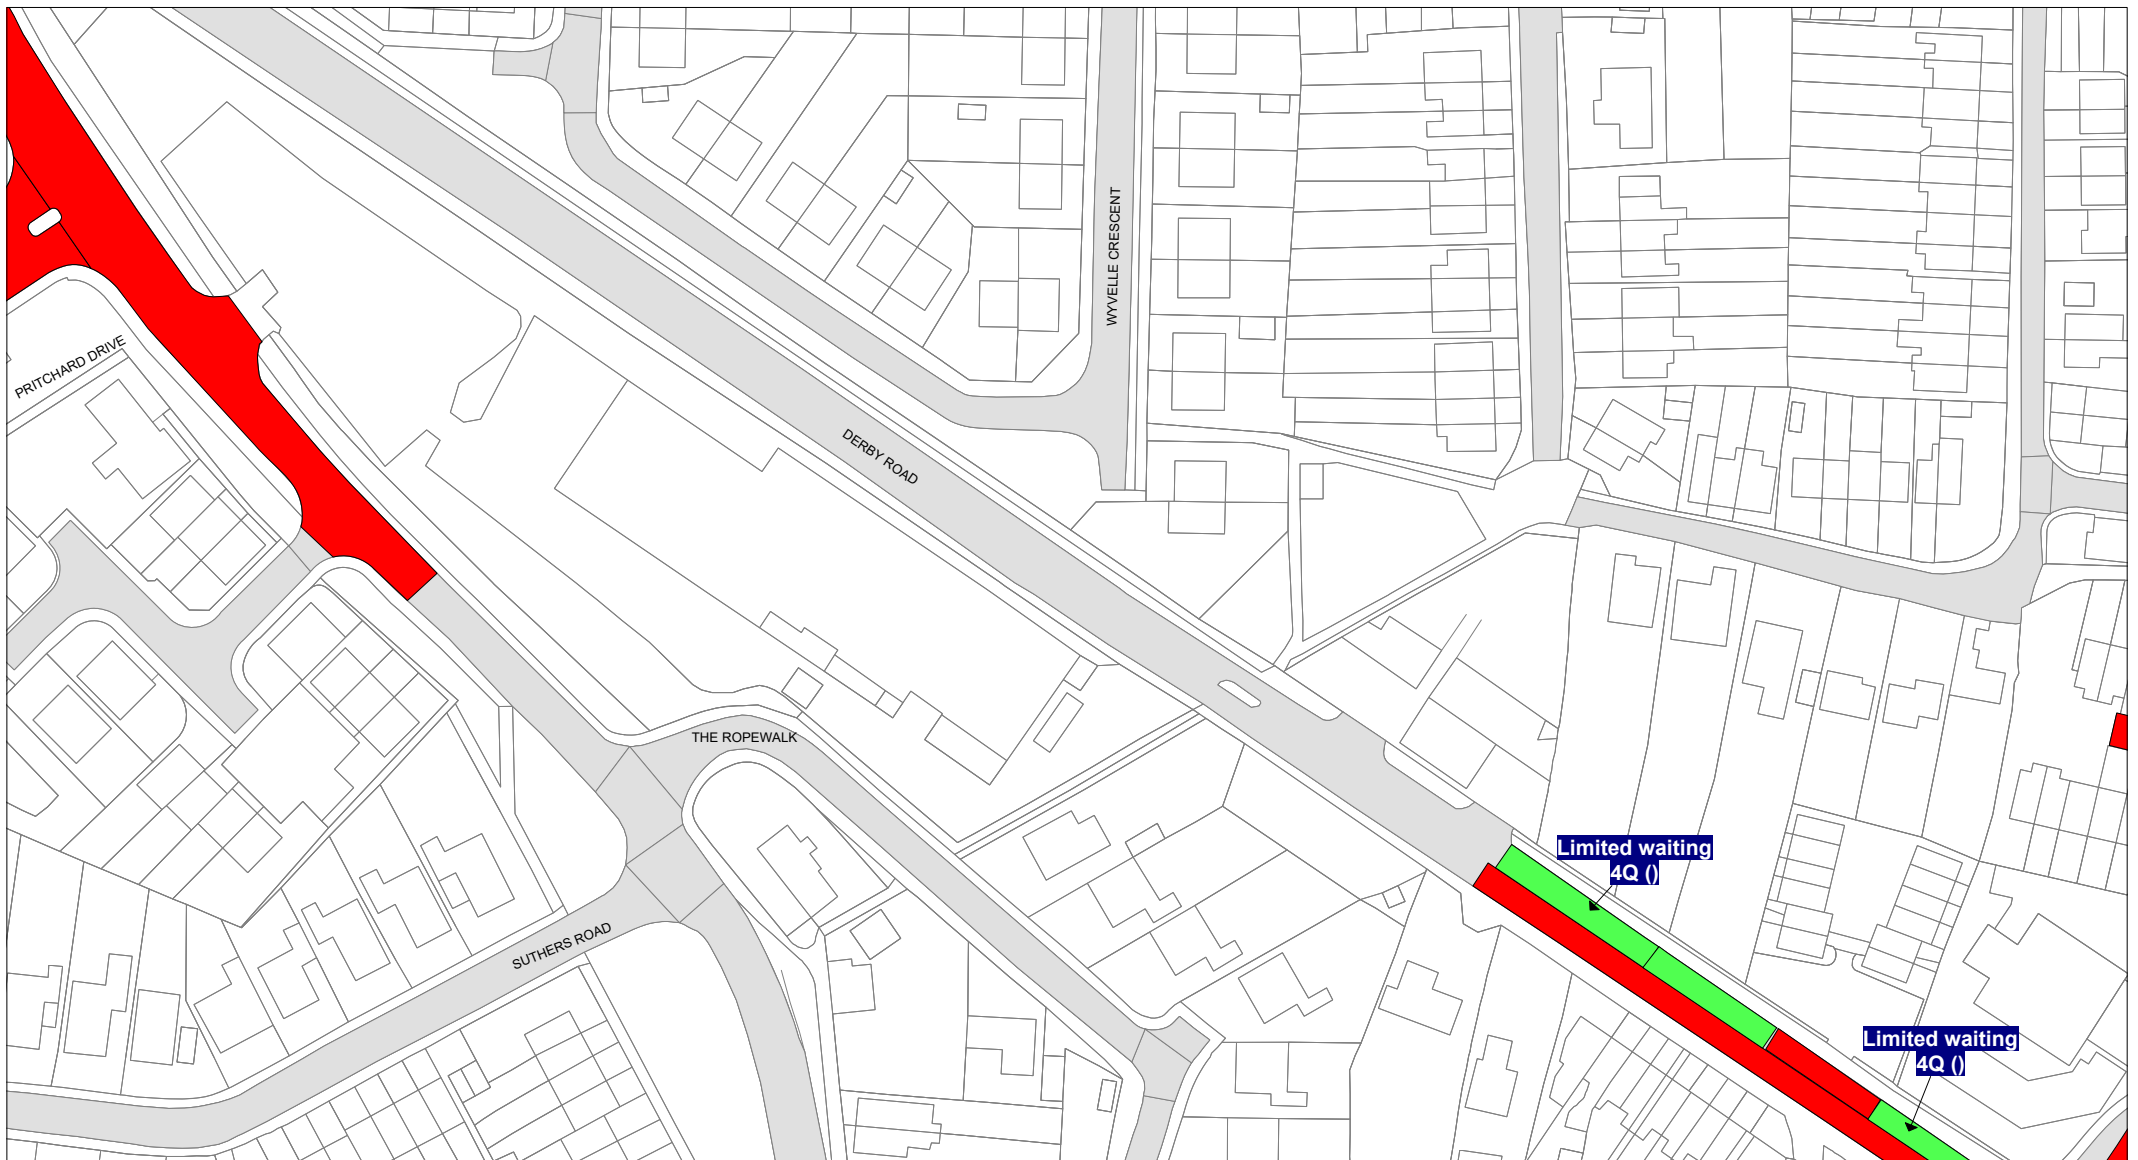 WYVELLE CRESCENT
PRITCHARD DRIVE
DERBY ROAD
THE ROPEWALK
Limited waiting
4Q ()
SUTHERS ROAD
Limited waiting
4Q ()